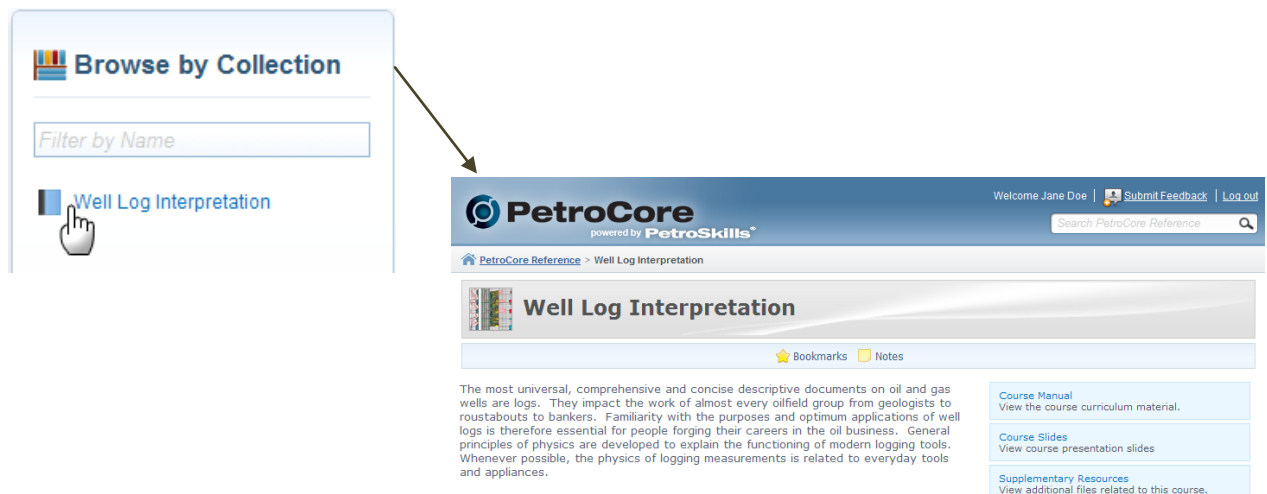 Browse by Collection
Filter by Name
Well Log Interpretation
PetroCore
powered by PetroSkills®
Welcome Jane Doe | Submit Feedback | Log out
Search PetroCore Reference
PetroCore Reference > Well Log Interpretation
Well Log Interpretation
Bookmarks Notes
The most universal, comprehensive and concise descriptive documents on oil and gas
wells are logs. They impact the work of almost every oilfield group from geologists to
roustabouts to bankers. Familiarity with the purposes and optimum applications of well
logs is therefore essential for people forging their careers in the oil business. General
principles of physics are developed to explain the functioning of modern logging tools.
Whenever possible, the physics of logging measurements is related to everyday tools
and appliances.
Course Manual
View the course curriculum material.
Course Slides
View course presentation slides
Supplementary Resources
View additional files related to this course.